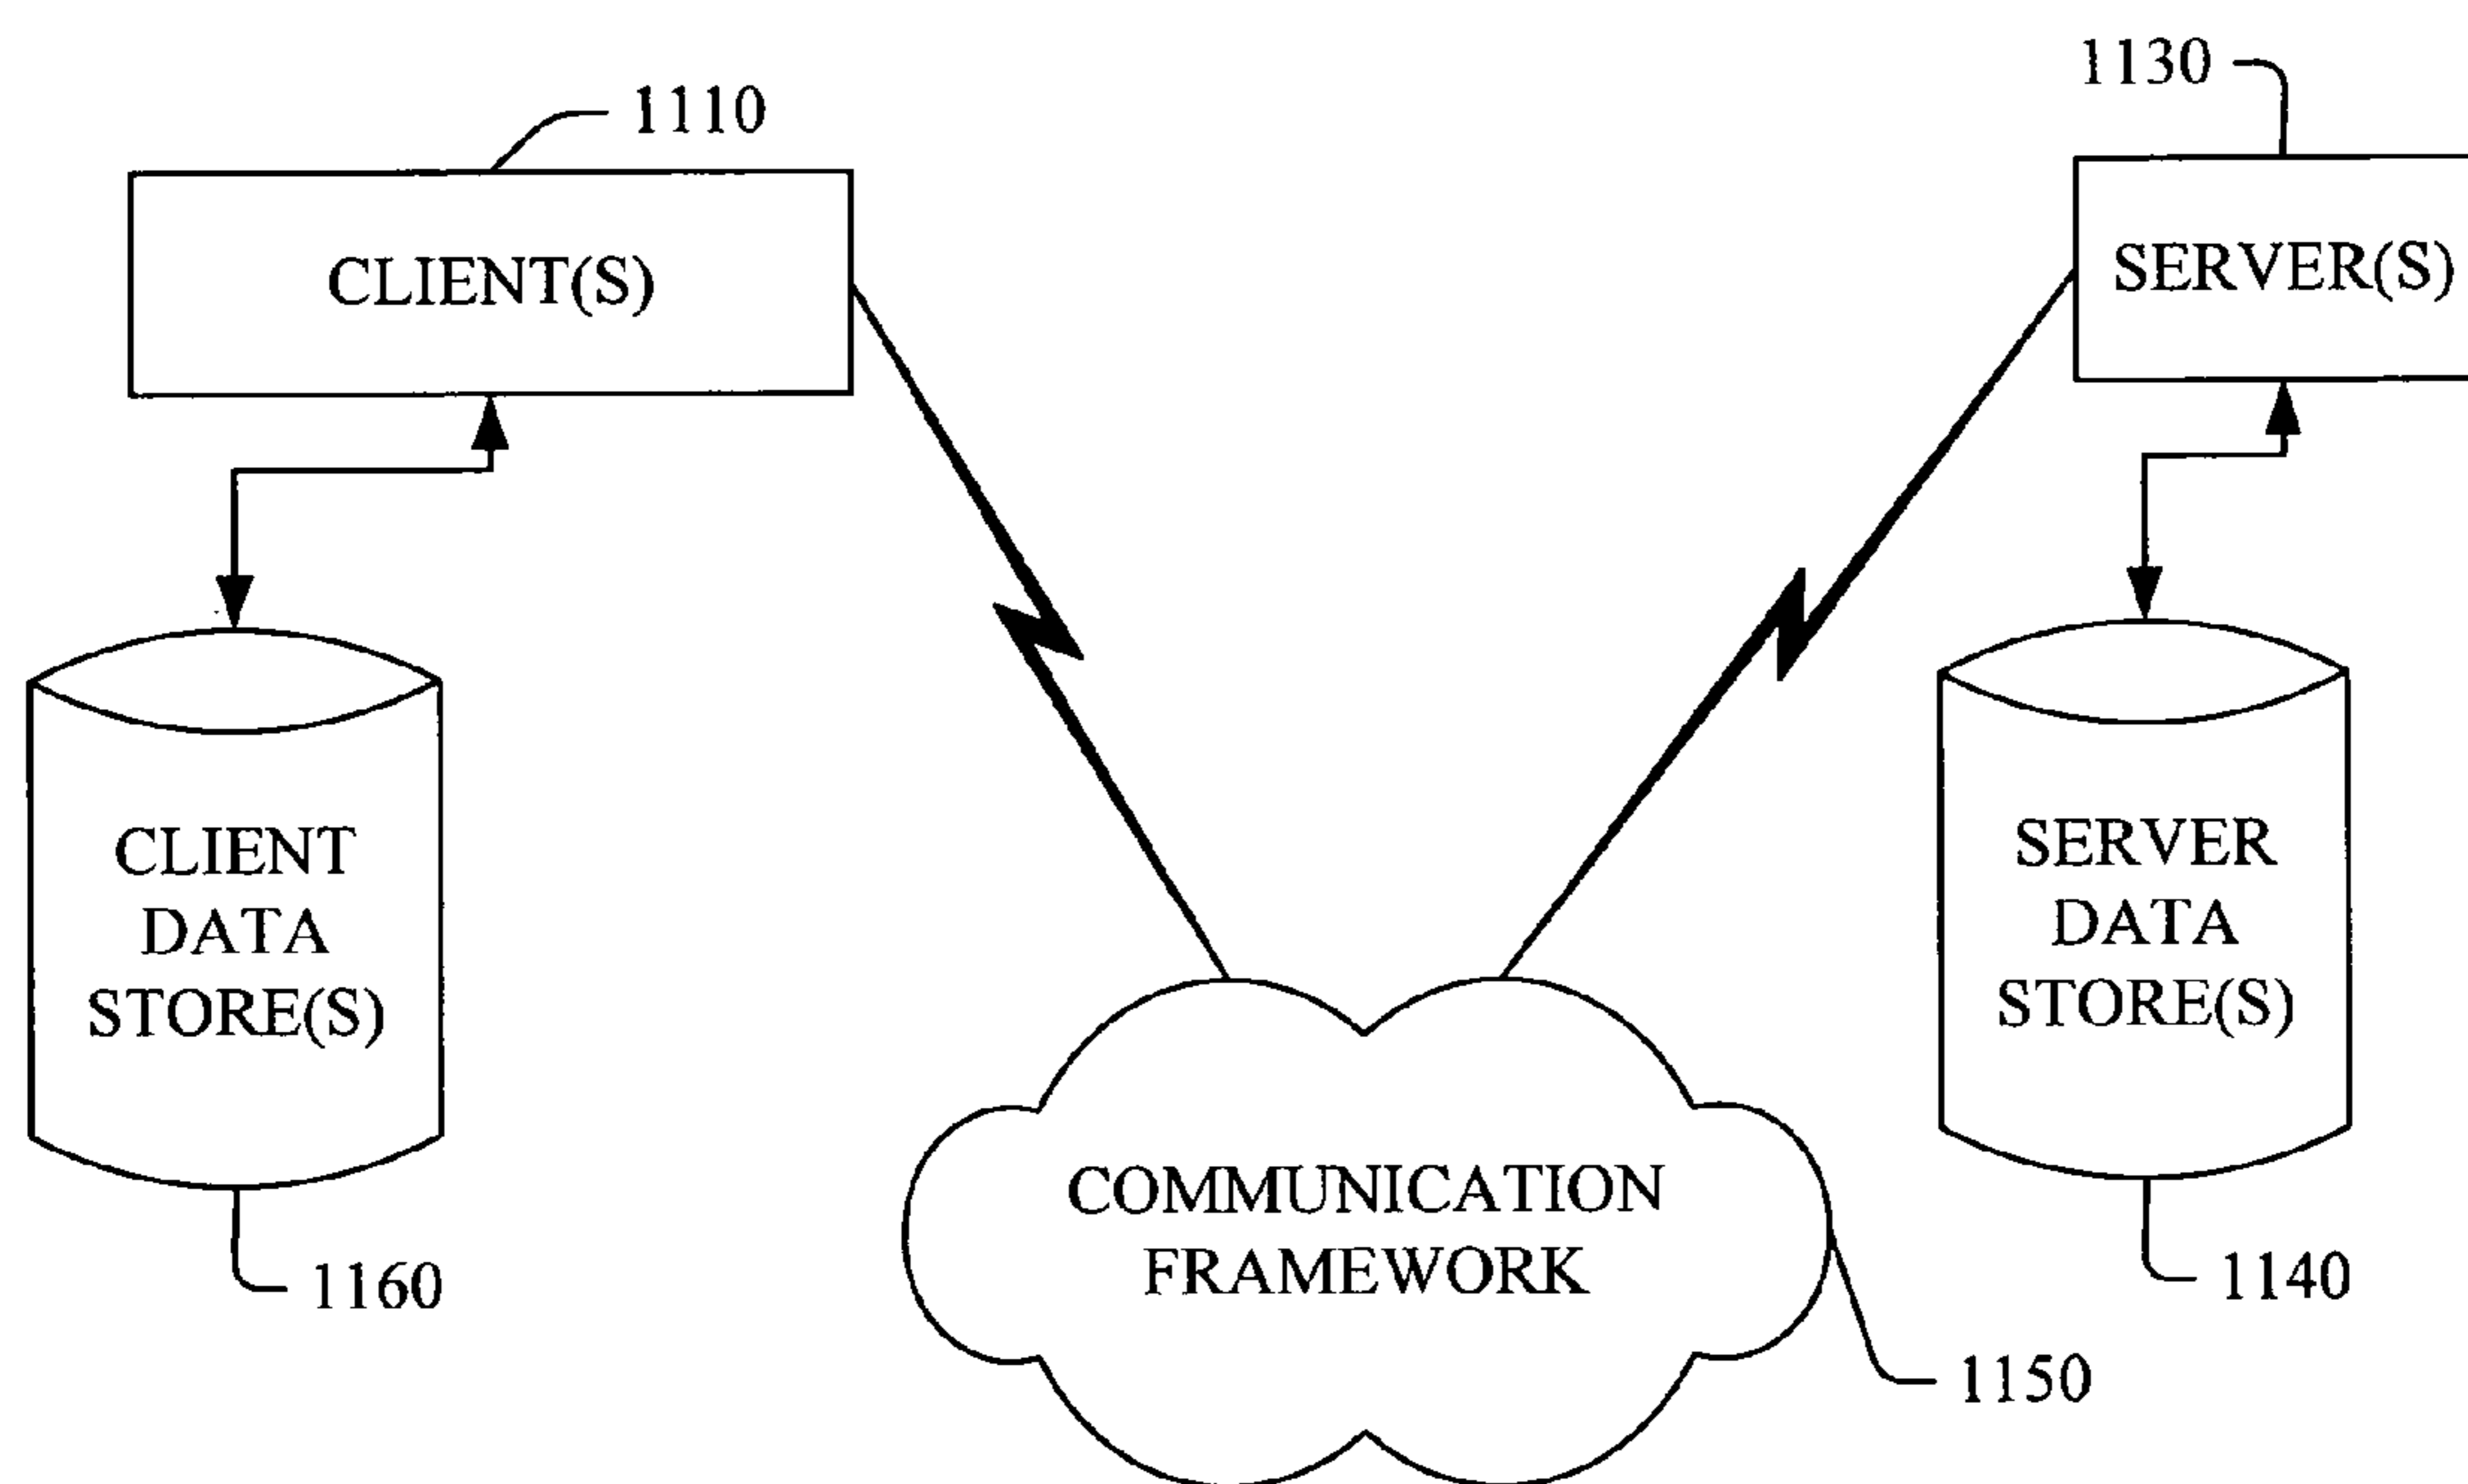 1110
1130
CLIENT(S)
SERVER(S)
CLIENT
DATA
STORE(S)
SERVER
DATA
STORE(S)
COMMUNICATION
FRAMEWORK
1160
1140
1150